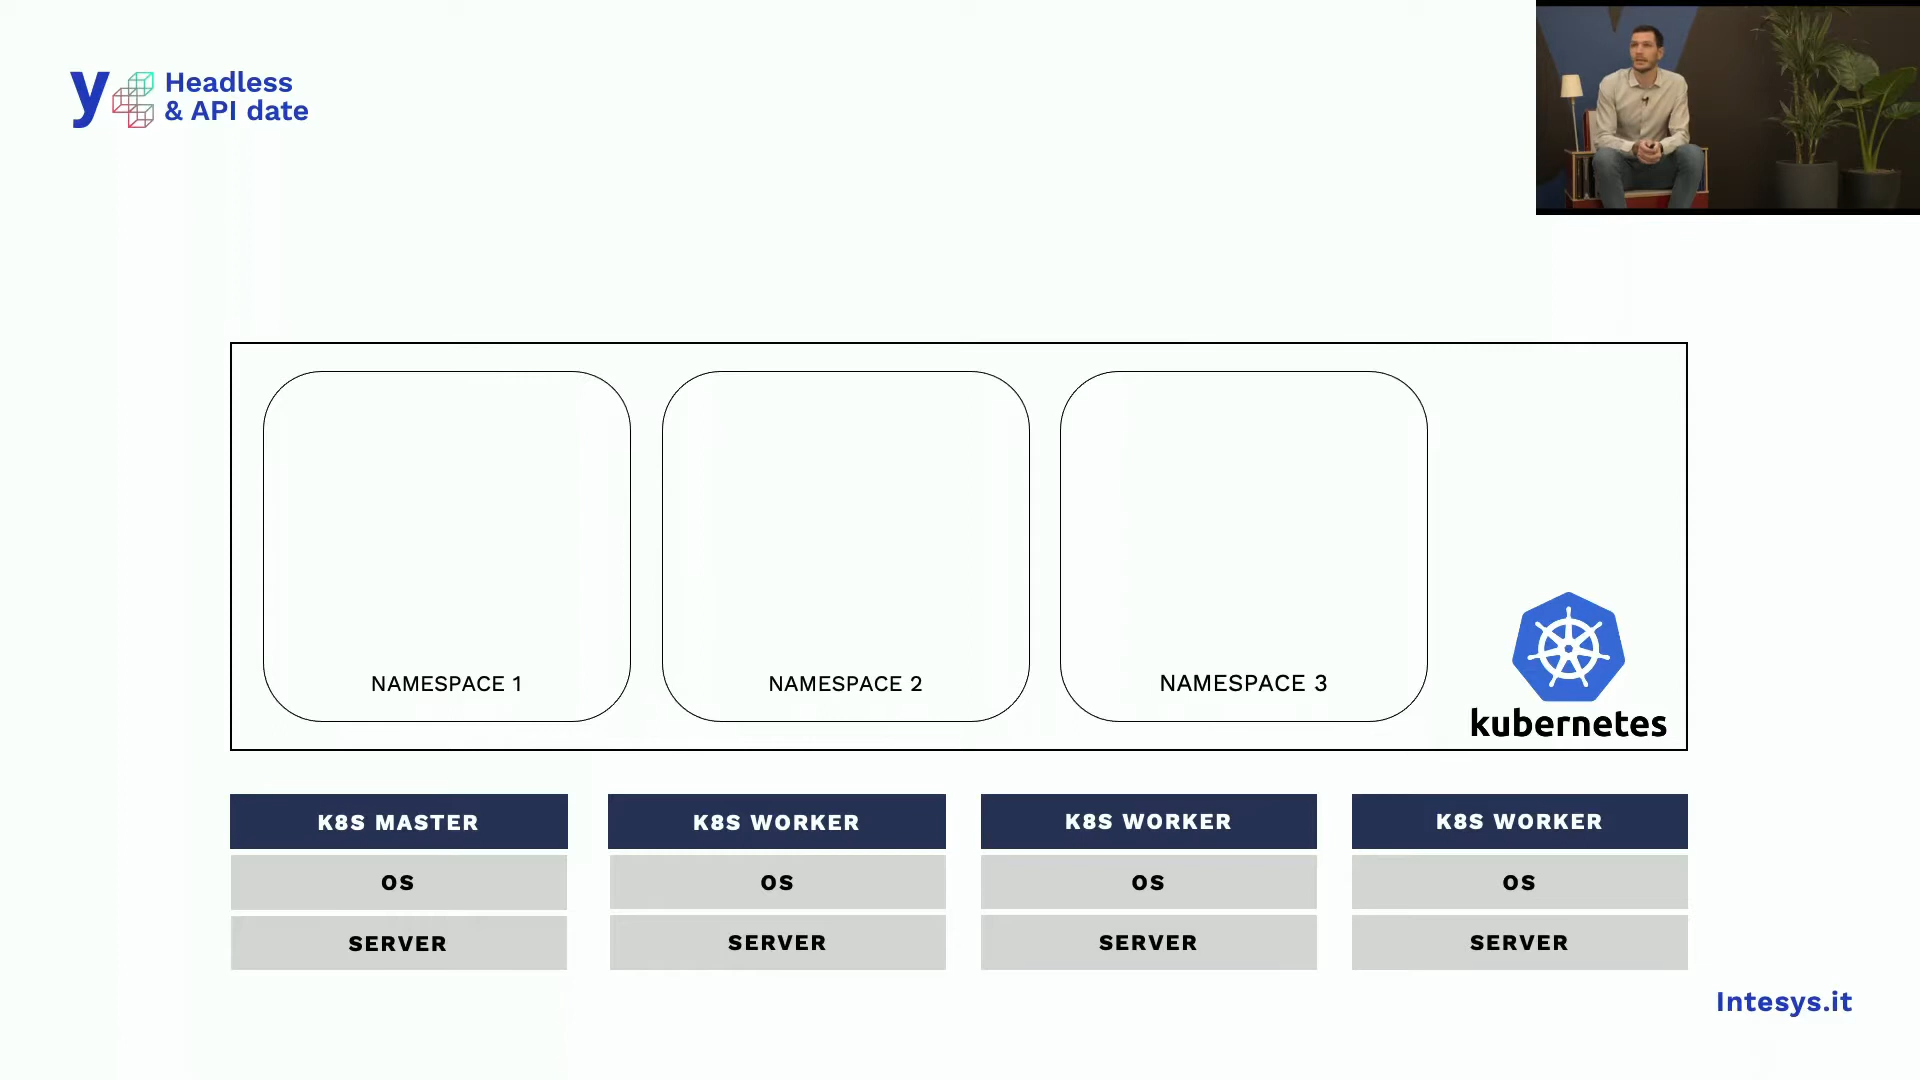 y
Headless
& API date
NAMESPACE 1
NAMESPACE 2
NAMESPACE 3
kubernetes
K8S MASTER
K8S WORKER
K8S WORKER
K8S WORKER
OS
OS
OS
OS
SERVER
SERVER
SERVER
SERVER
Intesys.it